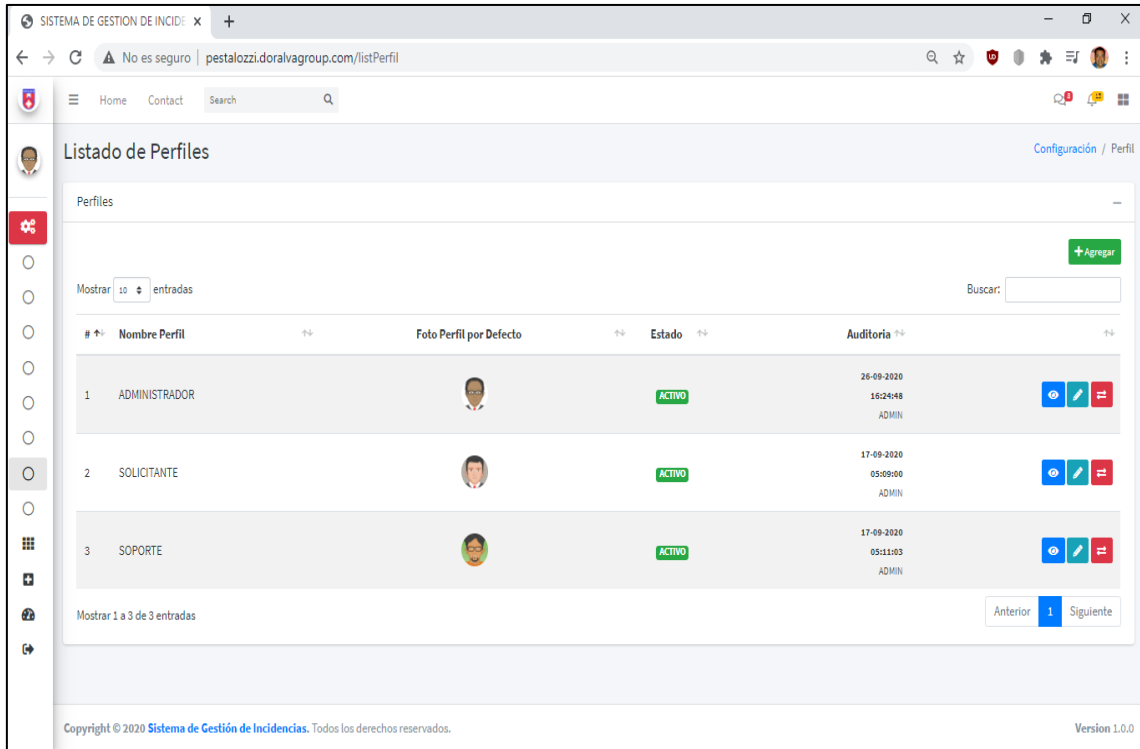 SISTEMA DE GESTION DE INCIDE
No es seguro | pestalozzi.doralvagroup.com/listPerfil
Home Contact Search
Listado de Perfiles
Configuración / Perfil
Perfiles
Agregar
Mostrar 10 entradas
Buscar:
# Nombre Perfil Foto Perfil por Defecto Estado Auditoria
26-09-2020
1 ADMINISTRADOR ACTIVO 16:24:48
ADMIN
17-09-2020
2 SOLICITANTE ACTIVO 05:09:00
ADMIN
17-09-2020
3 SOPORTE ACTIVO 05:11:03
ADMIN
Mostrar 1 a 3 de 3 entradas
Anterior 1 Siguiente
Copyright © 2020 Sistema de Gestión de Incidencias. Todos los derechos reservados.
Version 1.0.0